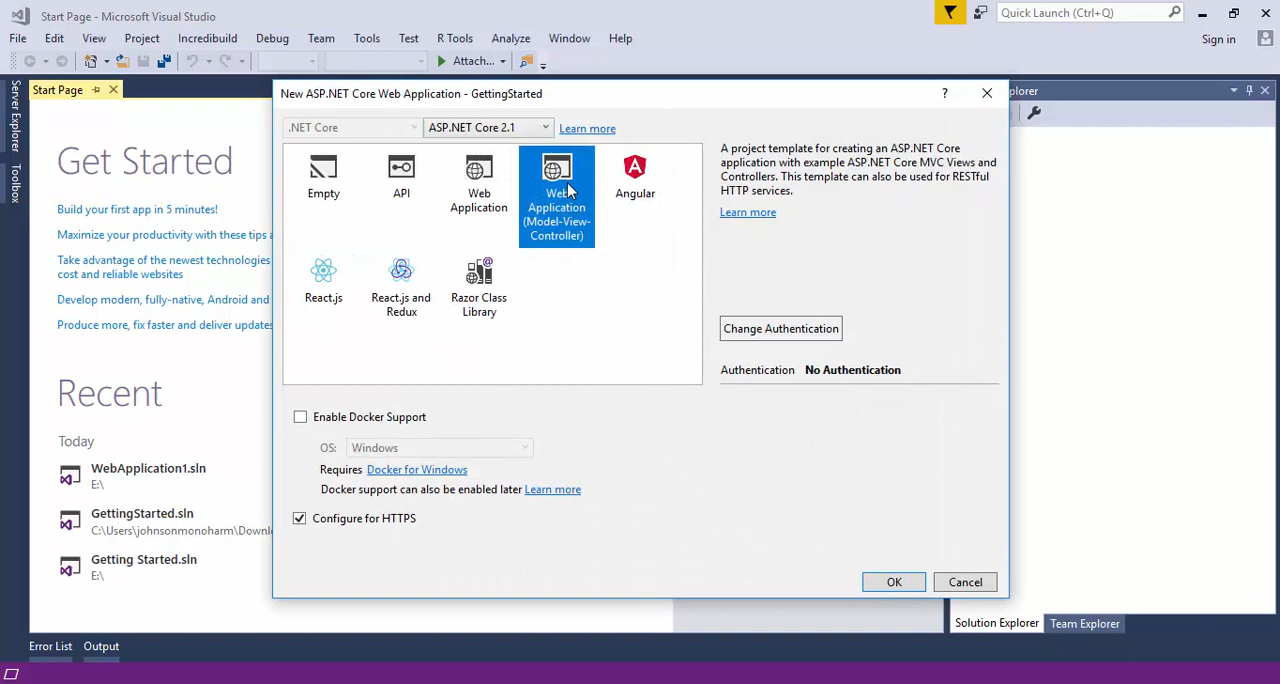 Start Page - Microsoft Visual Studio
Quick Launch (Ctrl+Q)
File Edit View Project Incredibuild Debug Team Tools Test R Tools Analyze Window Help
Sign in
Attach...
Server Explorer
Toolbox
Start Page
Get Started
Build your first app in 5 minutes!
Maximize your productivity with these tips a
Take advantage of the newest technologies
cost and reliable websites
Develop modern, fully-native, Android and
Produce more, fix faster and deliver updates
Recent
Today
WebApplication1.sln
E:\
GettingStarted.sln
C:\Users\johnsonmonoharm\Downl
Getting Started.sln
E:\
New ASP.NET Core Web Application - GettingStarted
?
.NET Core
ASP.NET Core 2.1
Learn more
Empty
API
Web
Application
Web
Application
(Model-View-
Controller)
Angular
React.js
React.js and
Redux
Razor Class
Library
A project template for creating an ASP.NET Core
application with example ASP.NET Core MVC Views and
Controllers. This template can also be used for RESTful
HTTP services.
Learn more
Change Authentication
Authentication No Authentication
Enable Docker Support
OS: Windows
Requires Docker for Windows
Docker support can also be enabled later Learn more
Configure for HTTPS
OK
Cancel
plorer
Solution Explorer
Team Explorer
Error List
Output